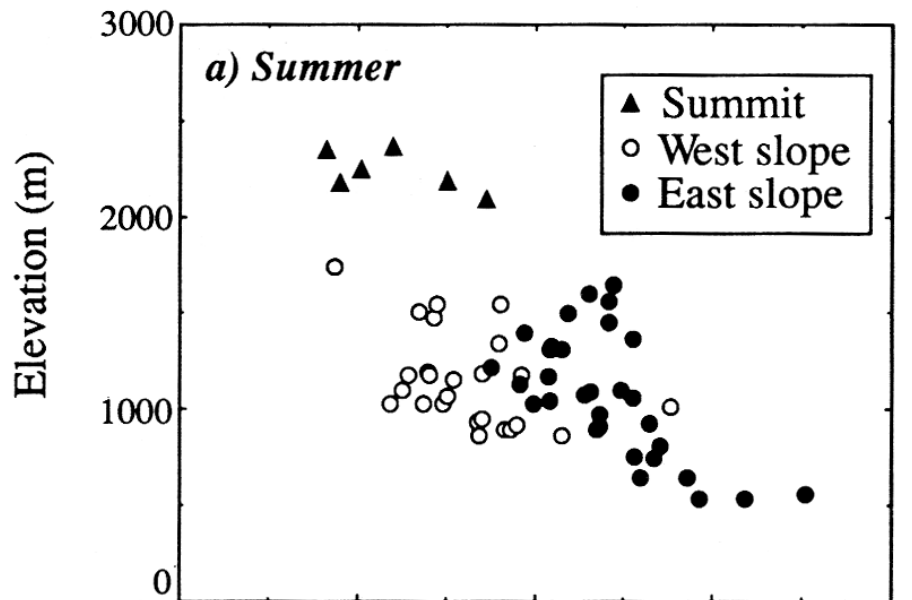 3000
a) Summer
Summit
West slope
East slope
Elevation (m)
2000
1000
0